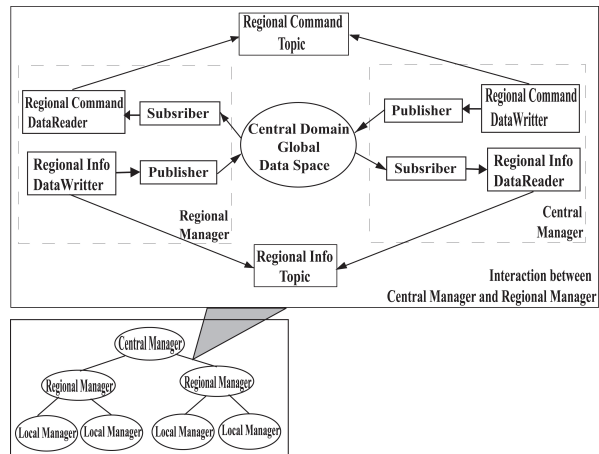 Regional Command
Topic
Regional Command
DataReader
Subsriber
Publisher
Regional Command
DataWritter
Central Domain
Global
Data Space
Regional Info
DataWritter
Publisher
Subsriber
Regional Info
DataReader
Regional
Manager
Central
Manager
Regional Info
Topic
Interaction between
Central Manager and Regional Manager
Central Manager
Regional Manager
Regional Manager
Local Manager
Local Manager
Local Manager
Local Manager